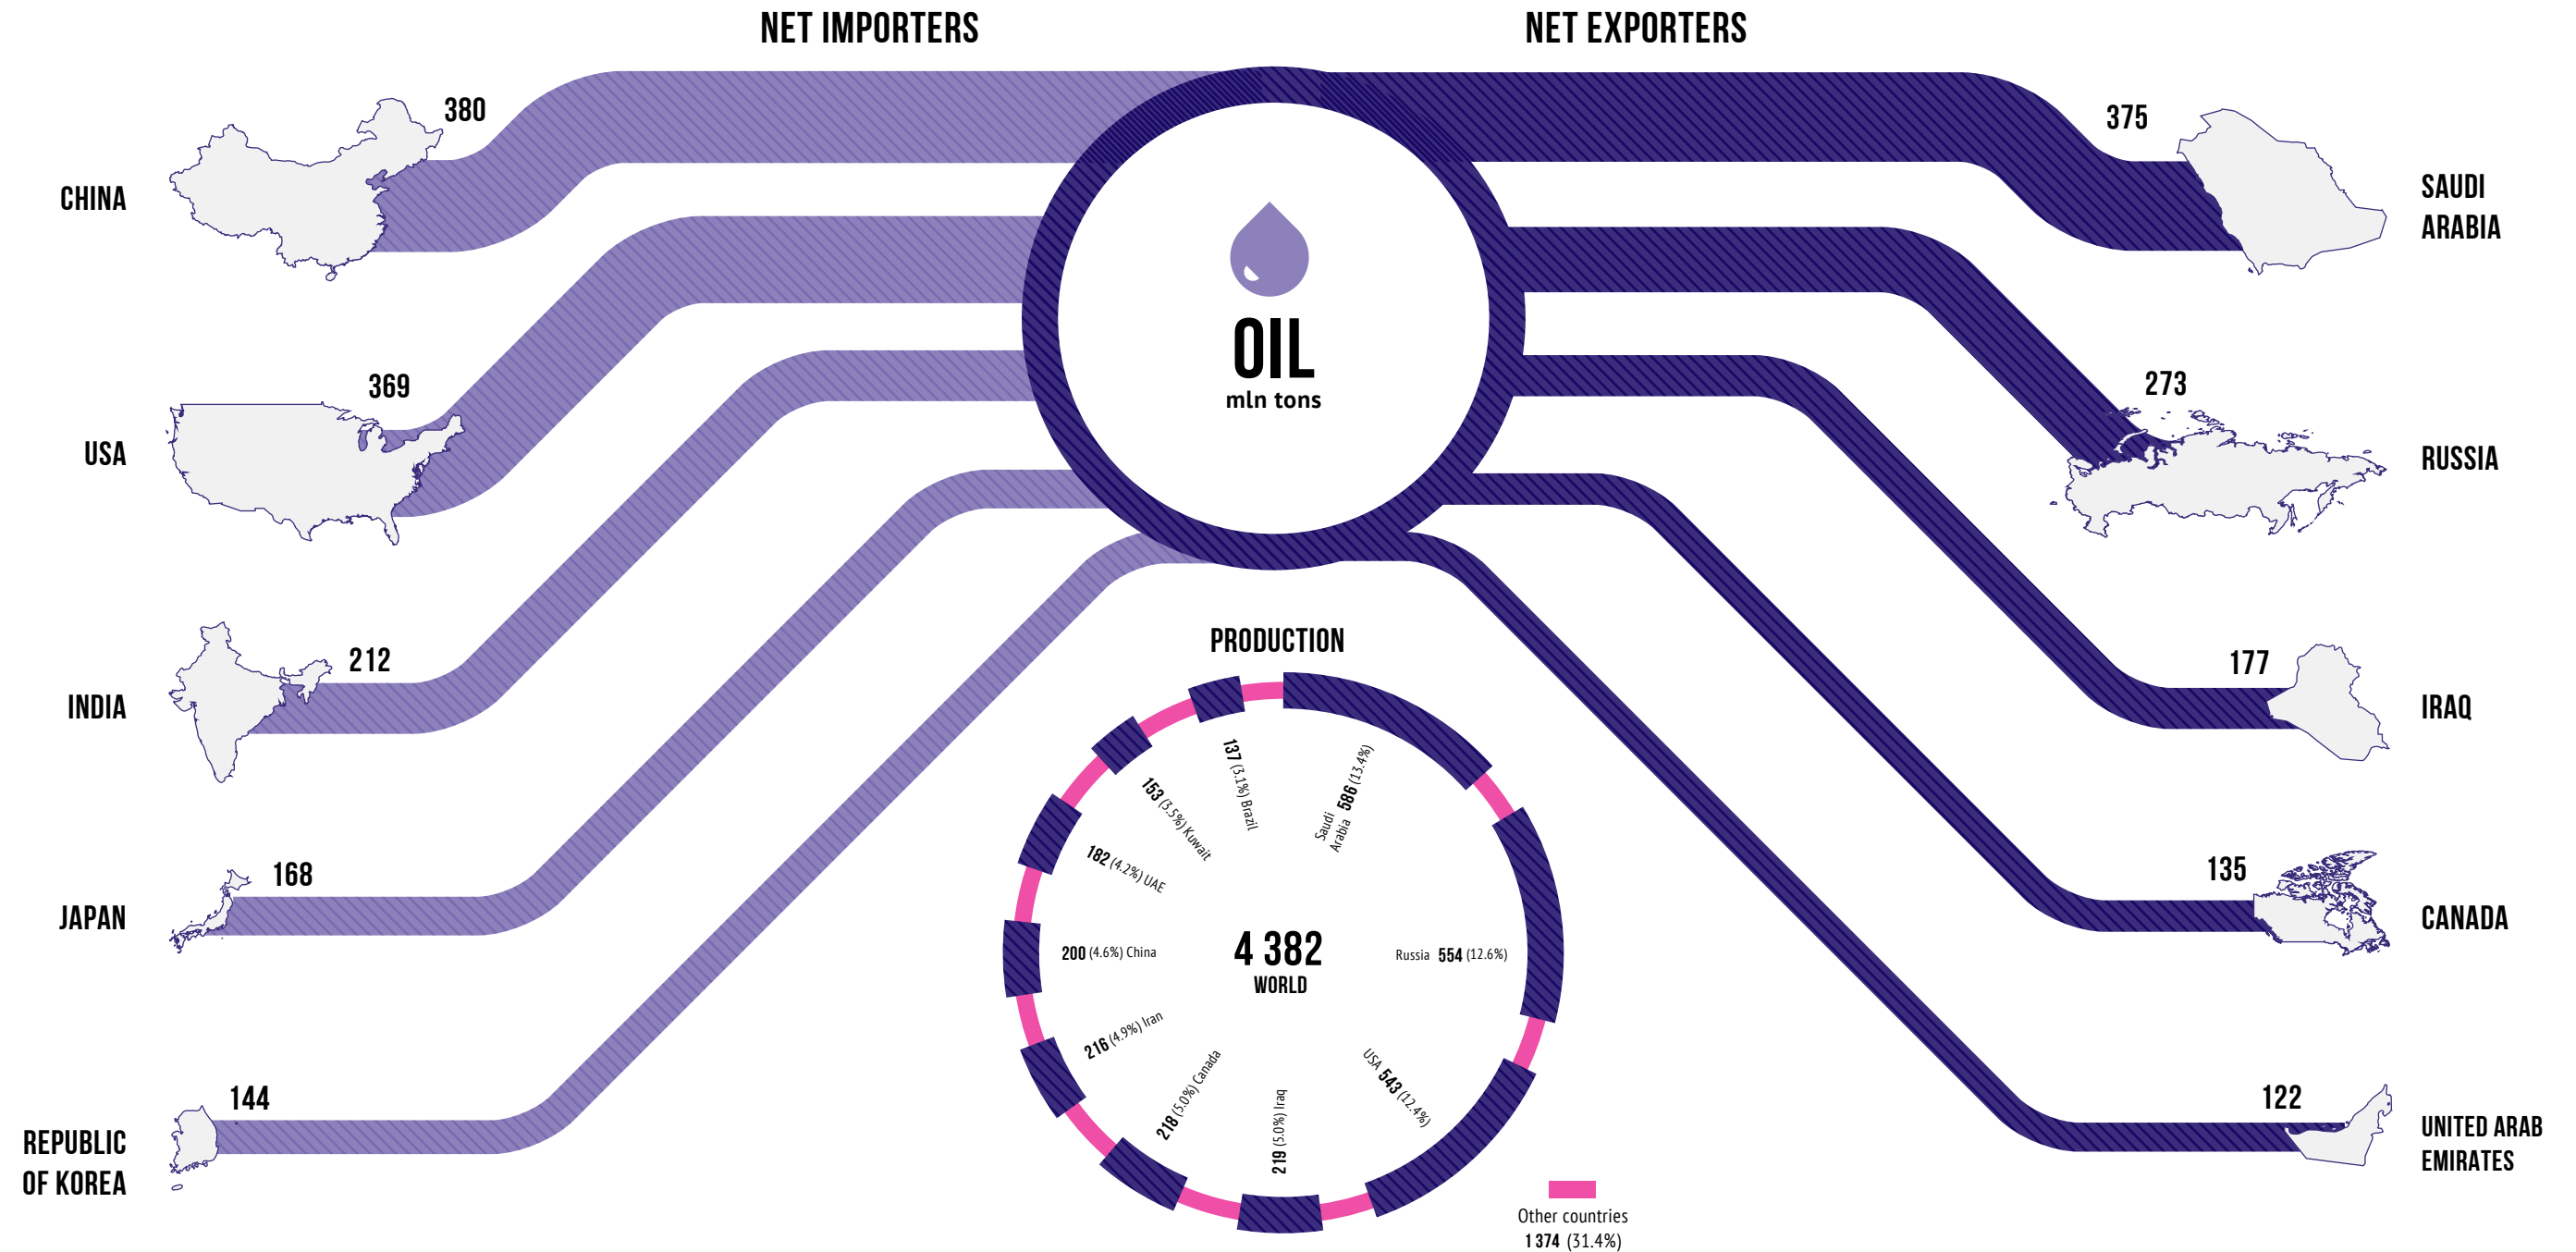 NET IMPORTERS
NET EXPORTERS
380
CHINA
369
USA
212
INDIA
168
JAPAN
144
REPUBLIC
OF KOREA
OIL
mln tons
375
SAUDI
ARABIA
273
RUSSIA
177
IRAQ
135
CANADA
122
UNITED ARAB
EMIRATES
PRODUCTION
Saudi
Arabia 586 (13.4%)
Russia 554 (12.6%)
USA 543 (12.4%)
219 (5.0%) Iraq
218 (5.0%) Canada
216 (4.9%) Iran
200 (4.6%) China
182 (4.2%) UAE
153 (3.5%) Kuwait
137 (3.1%) Brazil
4 382
WORLD
Other countries
1 374 (31.4%)